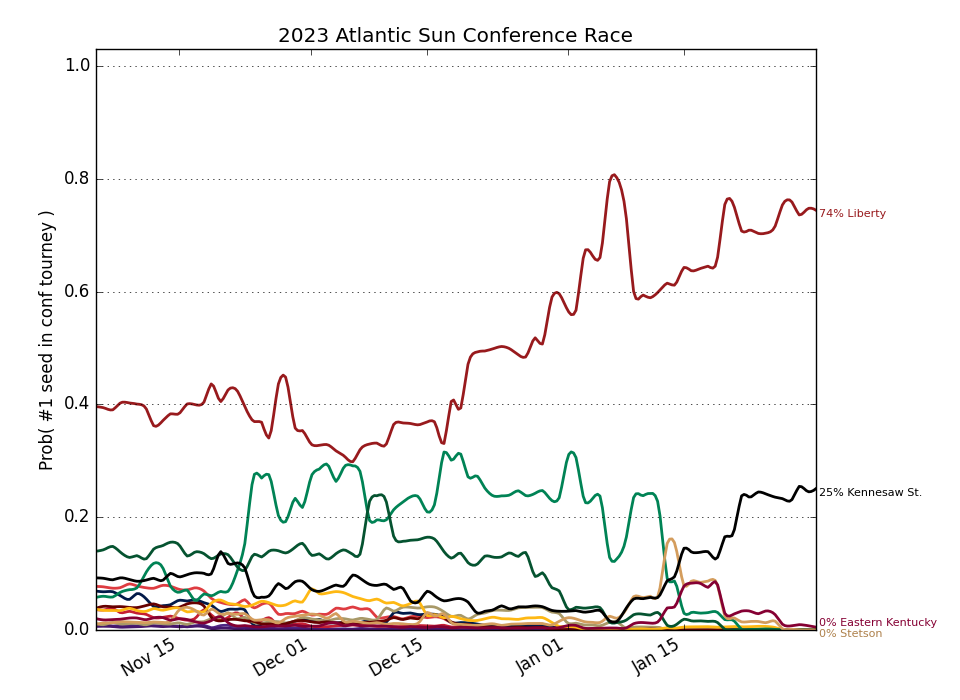 2023 Atlantic Sun Conference Race
Prob( #1 seed in conf tourney )
1.0
0.8
0.6
0.4
0.2
0.0
Nov 15
Dec 01
Dec 15
Jan 01
Jan 15
74% Liberty
25% Kennesaw St.
0% Eastern Kentucky
0% Stetson